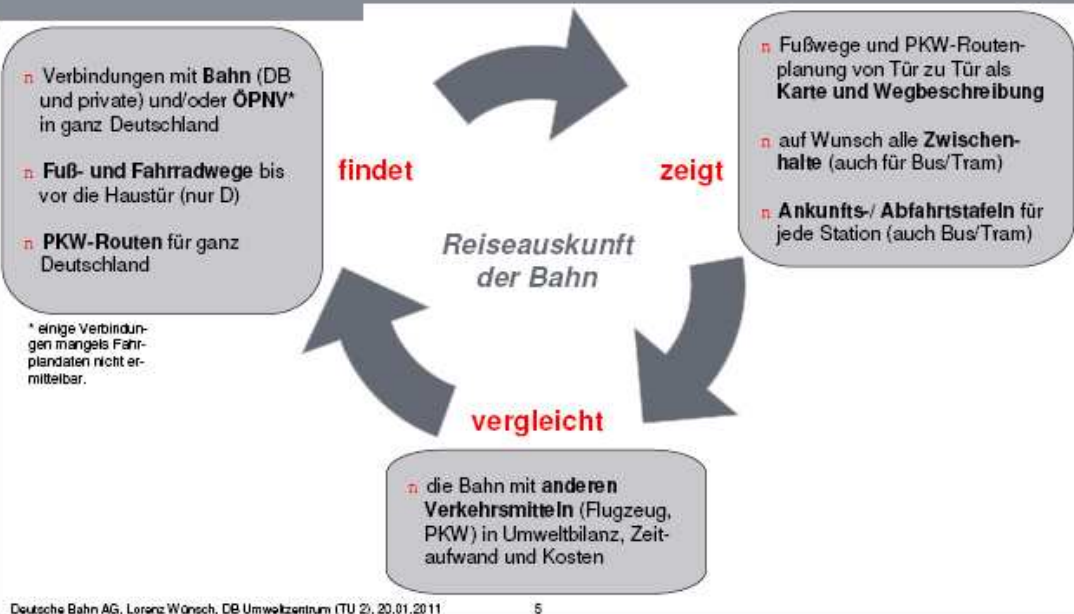 n Verbindungen mit Bahn (DB
und private) und/oder ÖPNV*
in ganz Deutschland
n Fuß- und Fahrradwege bis
vor die Haustür (nur D)
n PKW-Routen für ganz
Deutschland
* einige Verbindun-
gen mangels Fahr-
plandaten nicht er-
mittelbar.
findet
zeigt
n Fußwege und PKW-Routen-
planung von Tür zu Tür als
Karte und Wegbeschreibung
n auf Wunsch alle Zwischen-
halte (auch für Bus/Tram)
n Ankunfts-/ Abfahrtstafeln für
jede Station (auch Bus/Tram)
Reiseauskunft
der Bahn
vergleicht
n die Bahn mit anderen
Verkehrsmitteln (Flugzeug,
PKW) in Umweltbilanz, Zeit-
aufwand und Kosten
Deutsche Bahn AG, Lorenz Wünsch, DB Umweltzentrum (TU 2), 20.01.2011
5